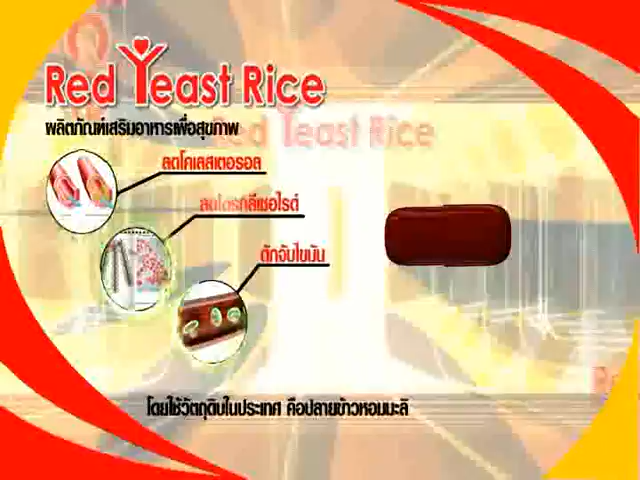 Red Yeast Rice
ผลิตภัณฑ์เสริมอาหารเพื่อสุขภาพ
Red Yeast Rice
ลดโคเลสเตอรอล
ลดไตรกลีเซอไรด์
ดักจับไขมัน
โดยใช้วัตถุดิบในประเทศ คือปลายข้าวหอมมะลิ